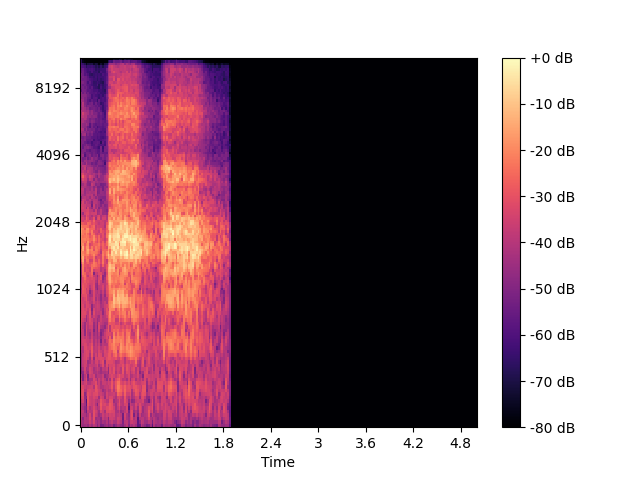 8192
4096
2048
1024
512
0
Hz
0 0.6 1.2 1.8 2.4 3 3.6 4.2 4.8
Time
+0 dB
-10 dB
-20 dB
-30 dB
-40 dB
-50 dB
-60 dB
-70 dB
-80 dB